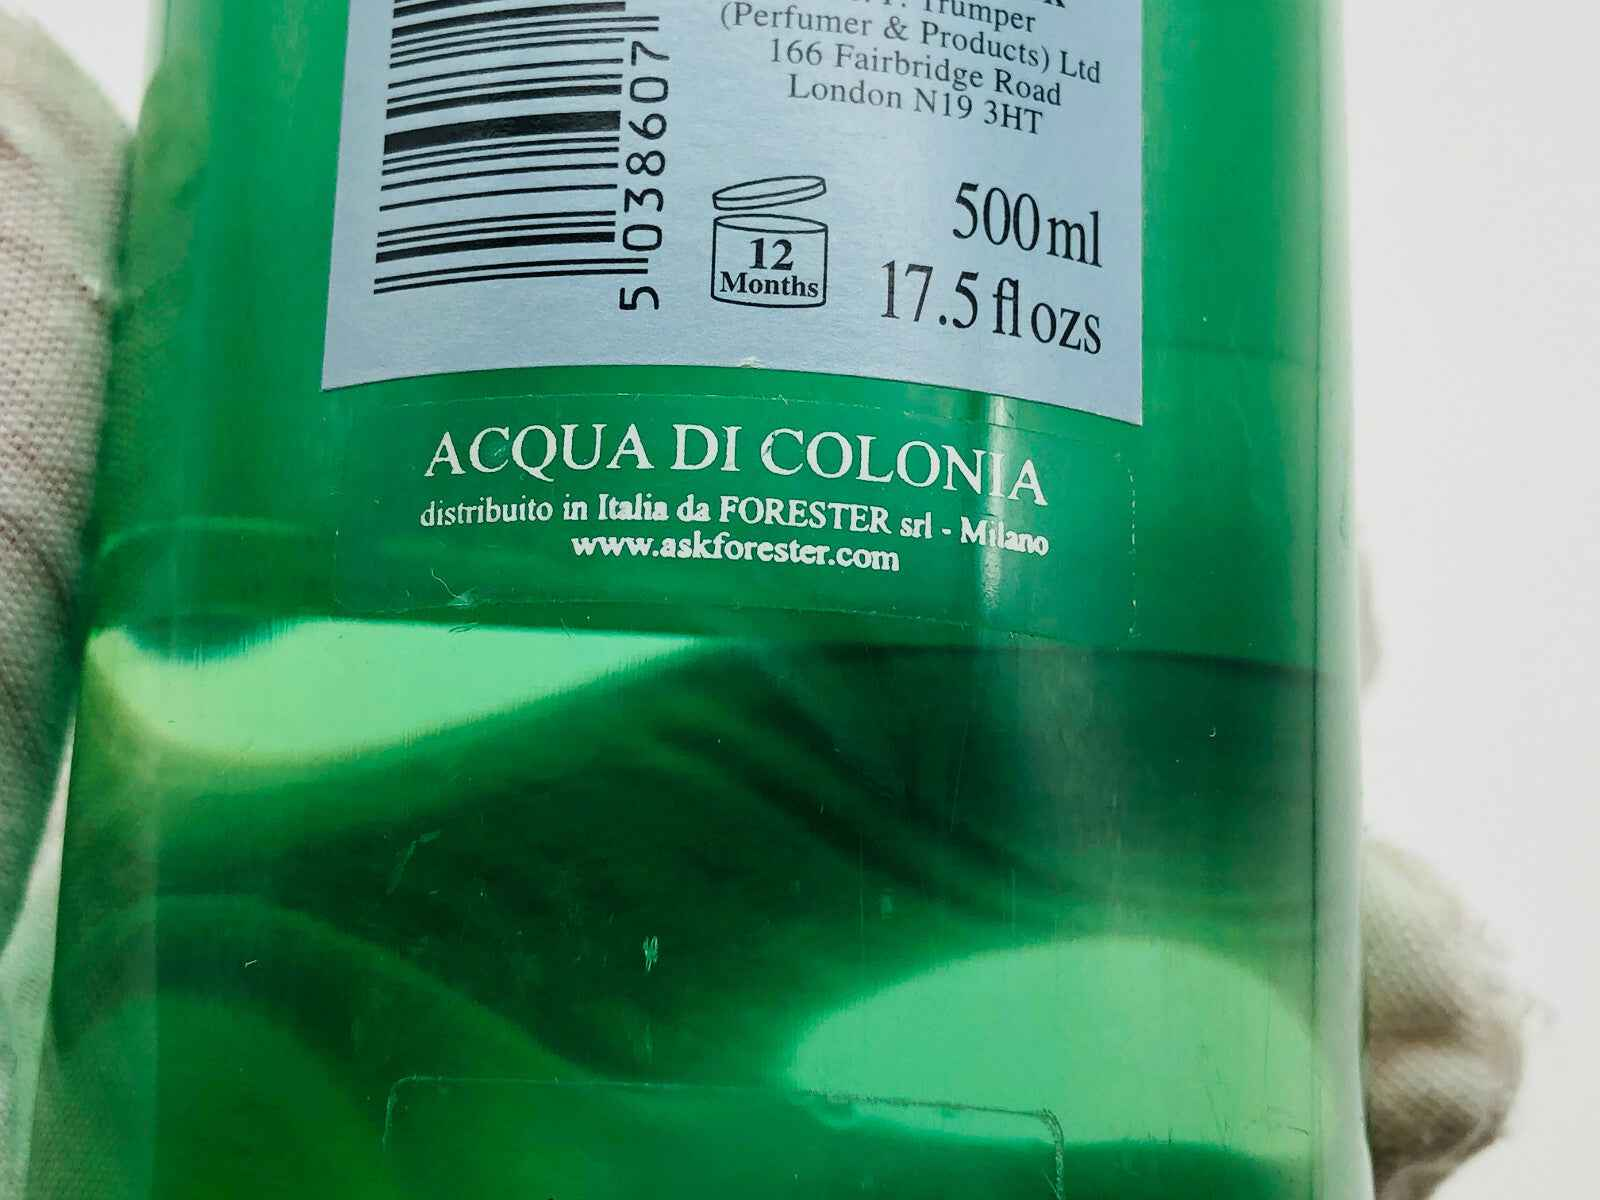 Trumper
(Perfumer & Products) Ltd
166 Fairbridge Road
London N19 3HT
5 038607
12
Months
500ml
17.5 fl ozs
ACQUA DI COLONIA
distribuito in Italia da FORESTER srl - Milano
www.askforester.com